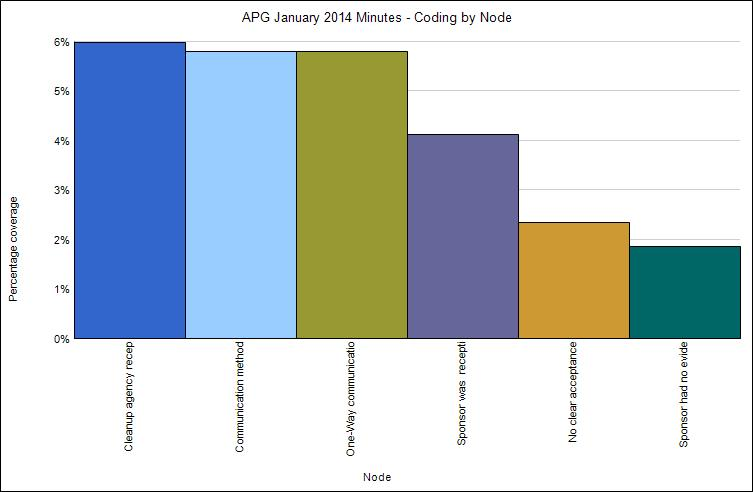 APG January 2014 Minutes - Coding by Node
6%
5%
4%
3%
2%
1%
0%
Percentage coverage
Cleanup agency recep
Communication method
One-Way communicatio
Sponsor was  recepti
No clear acceptance
Sponsor had no evide
Node